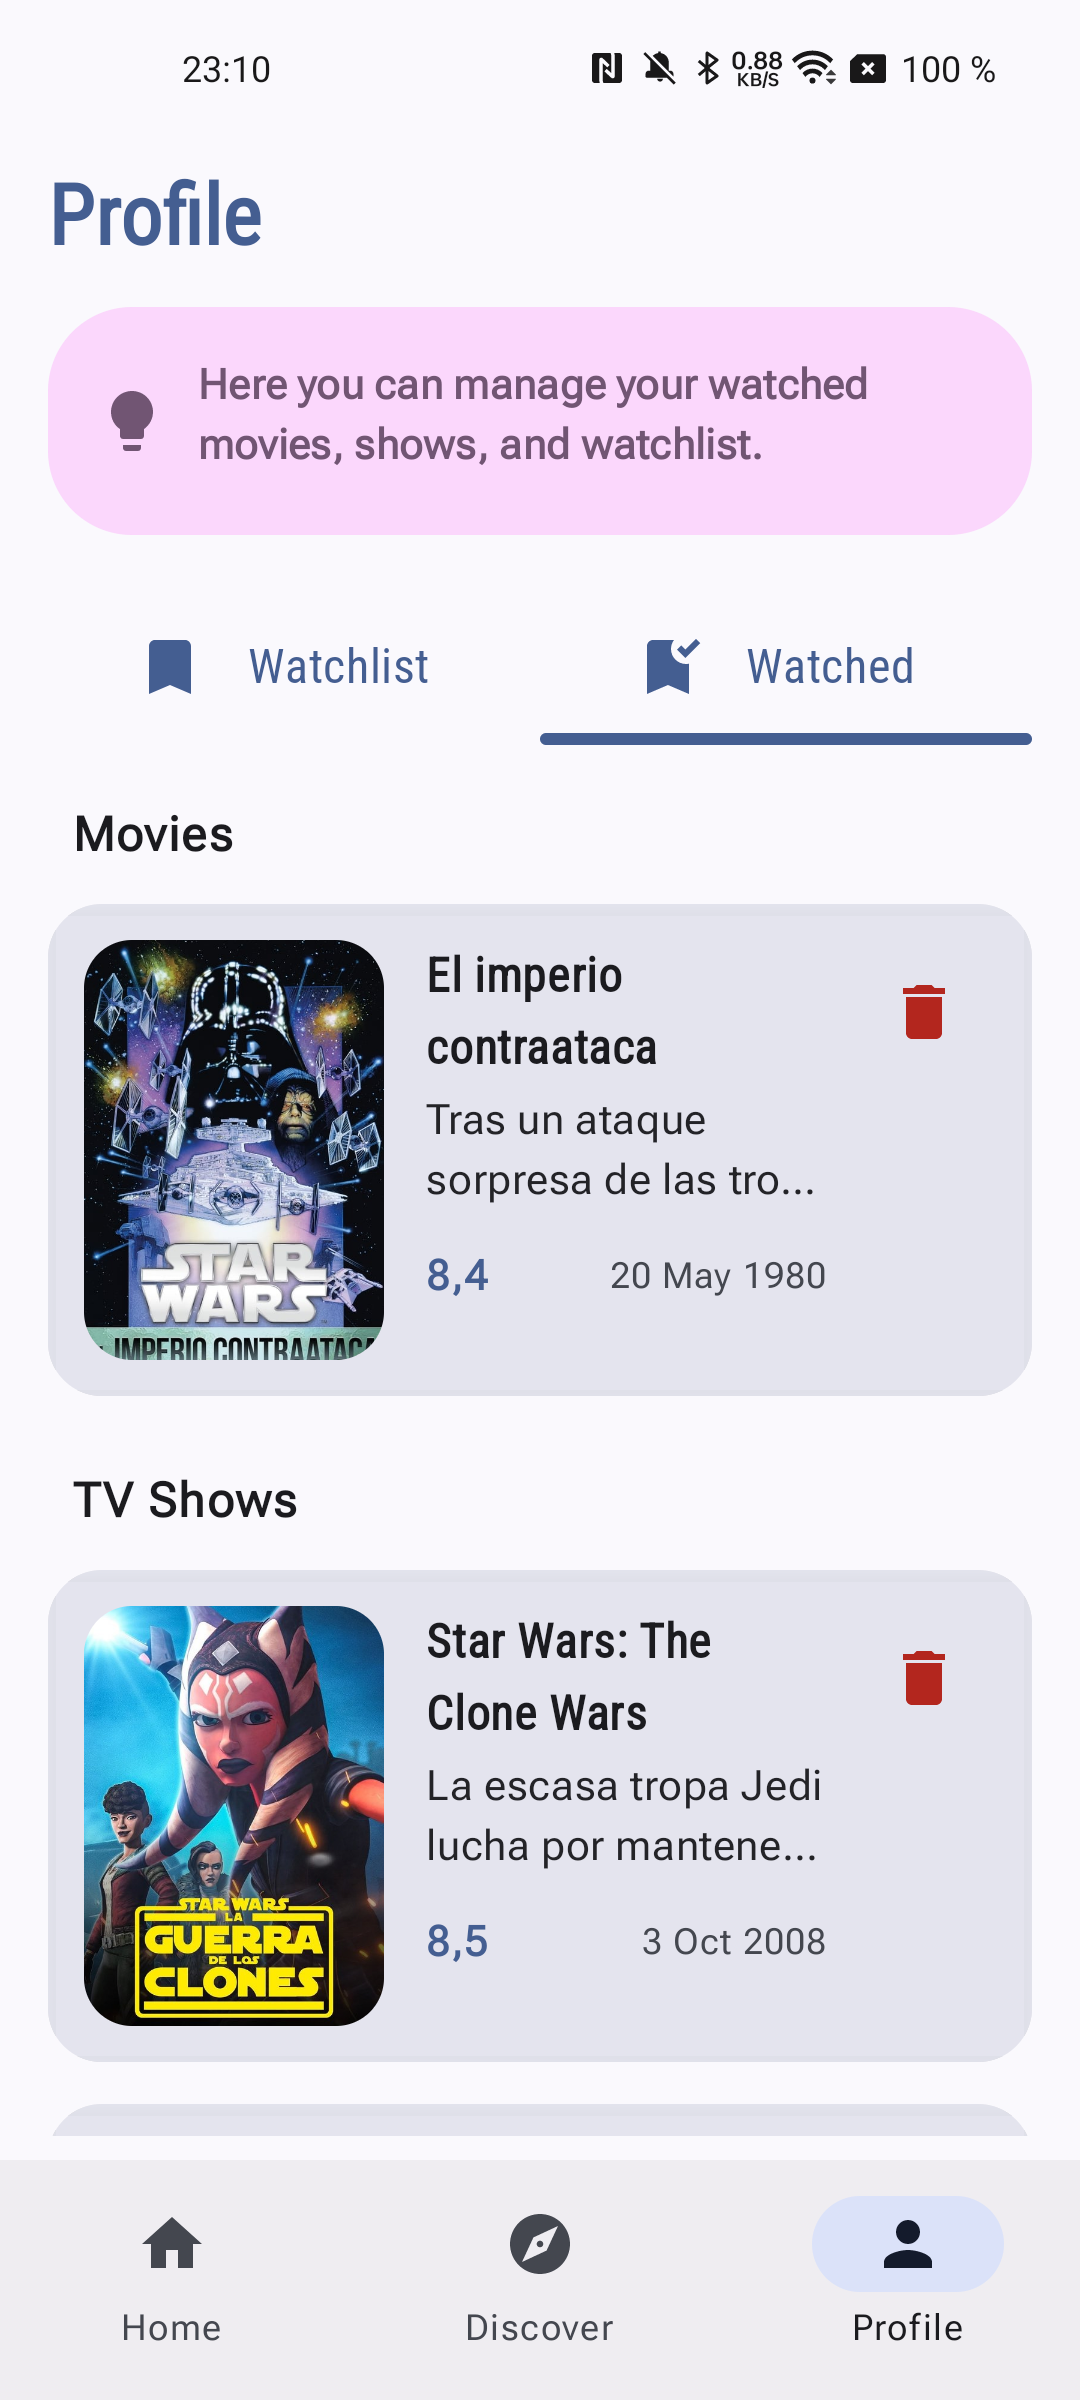 23:10
0.88
KB/S
100 %
Profile
Here you can manage your watched
movies, shows, and watchlist.
Watchlist
Watched
Movies
STAR
WARS
IMPERIO CONTRAATACA
El imperio
contraataca
Tras un ataque
sorpresa de las tro...
8,4
20 May 1980
TV Shows
STAR WARS
LA
GUERRA
DE LOS
CLONES
Star Wars: The
Clone Wars
La escasa tropa Jedi
lucha por mantene...
8,5
3 Oct 2008
Home
Discover
Profile